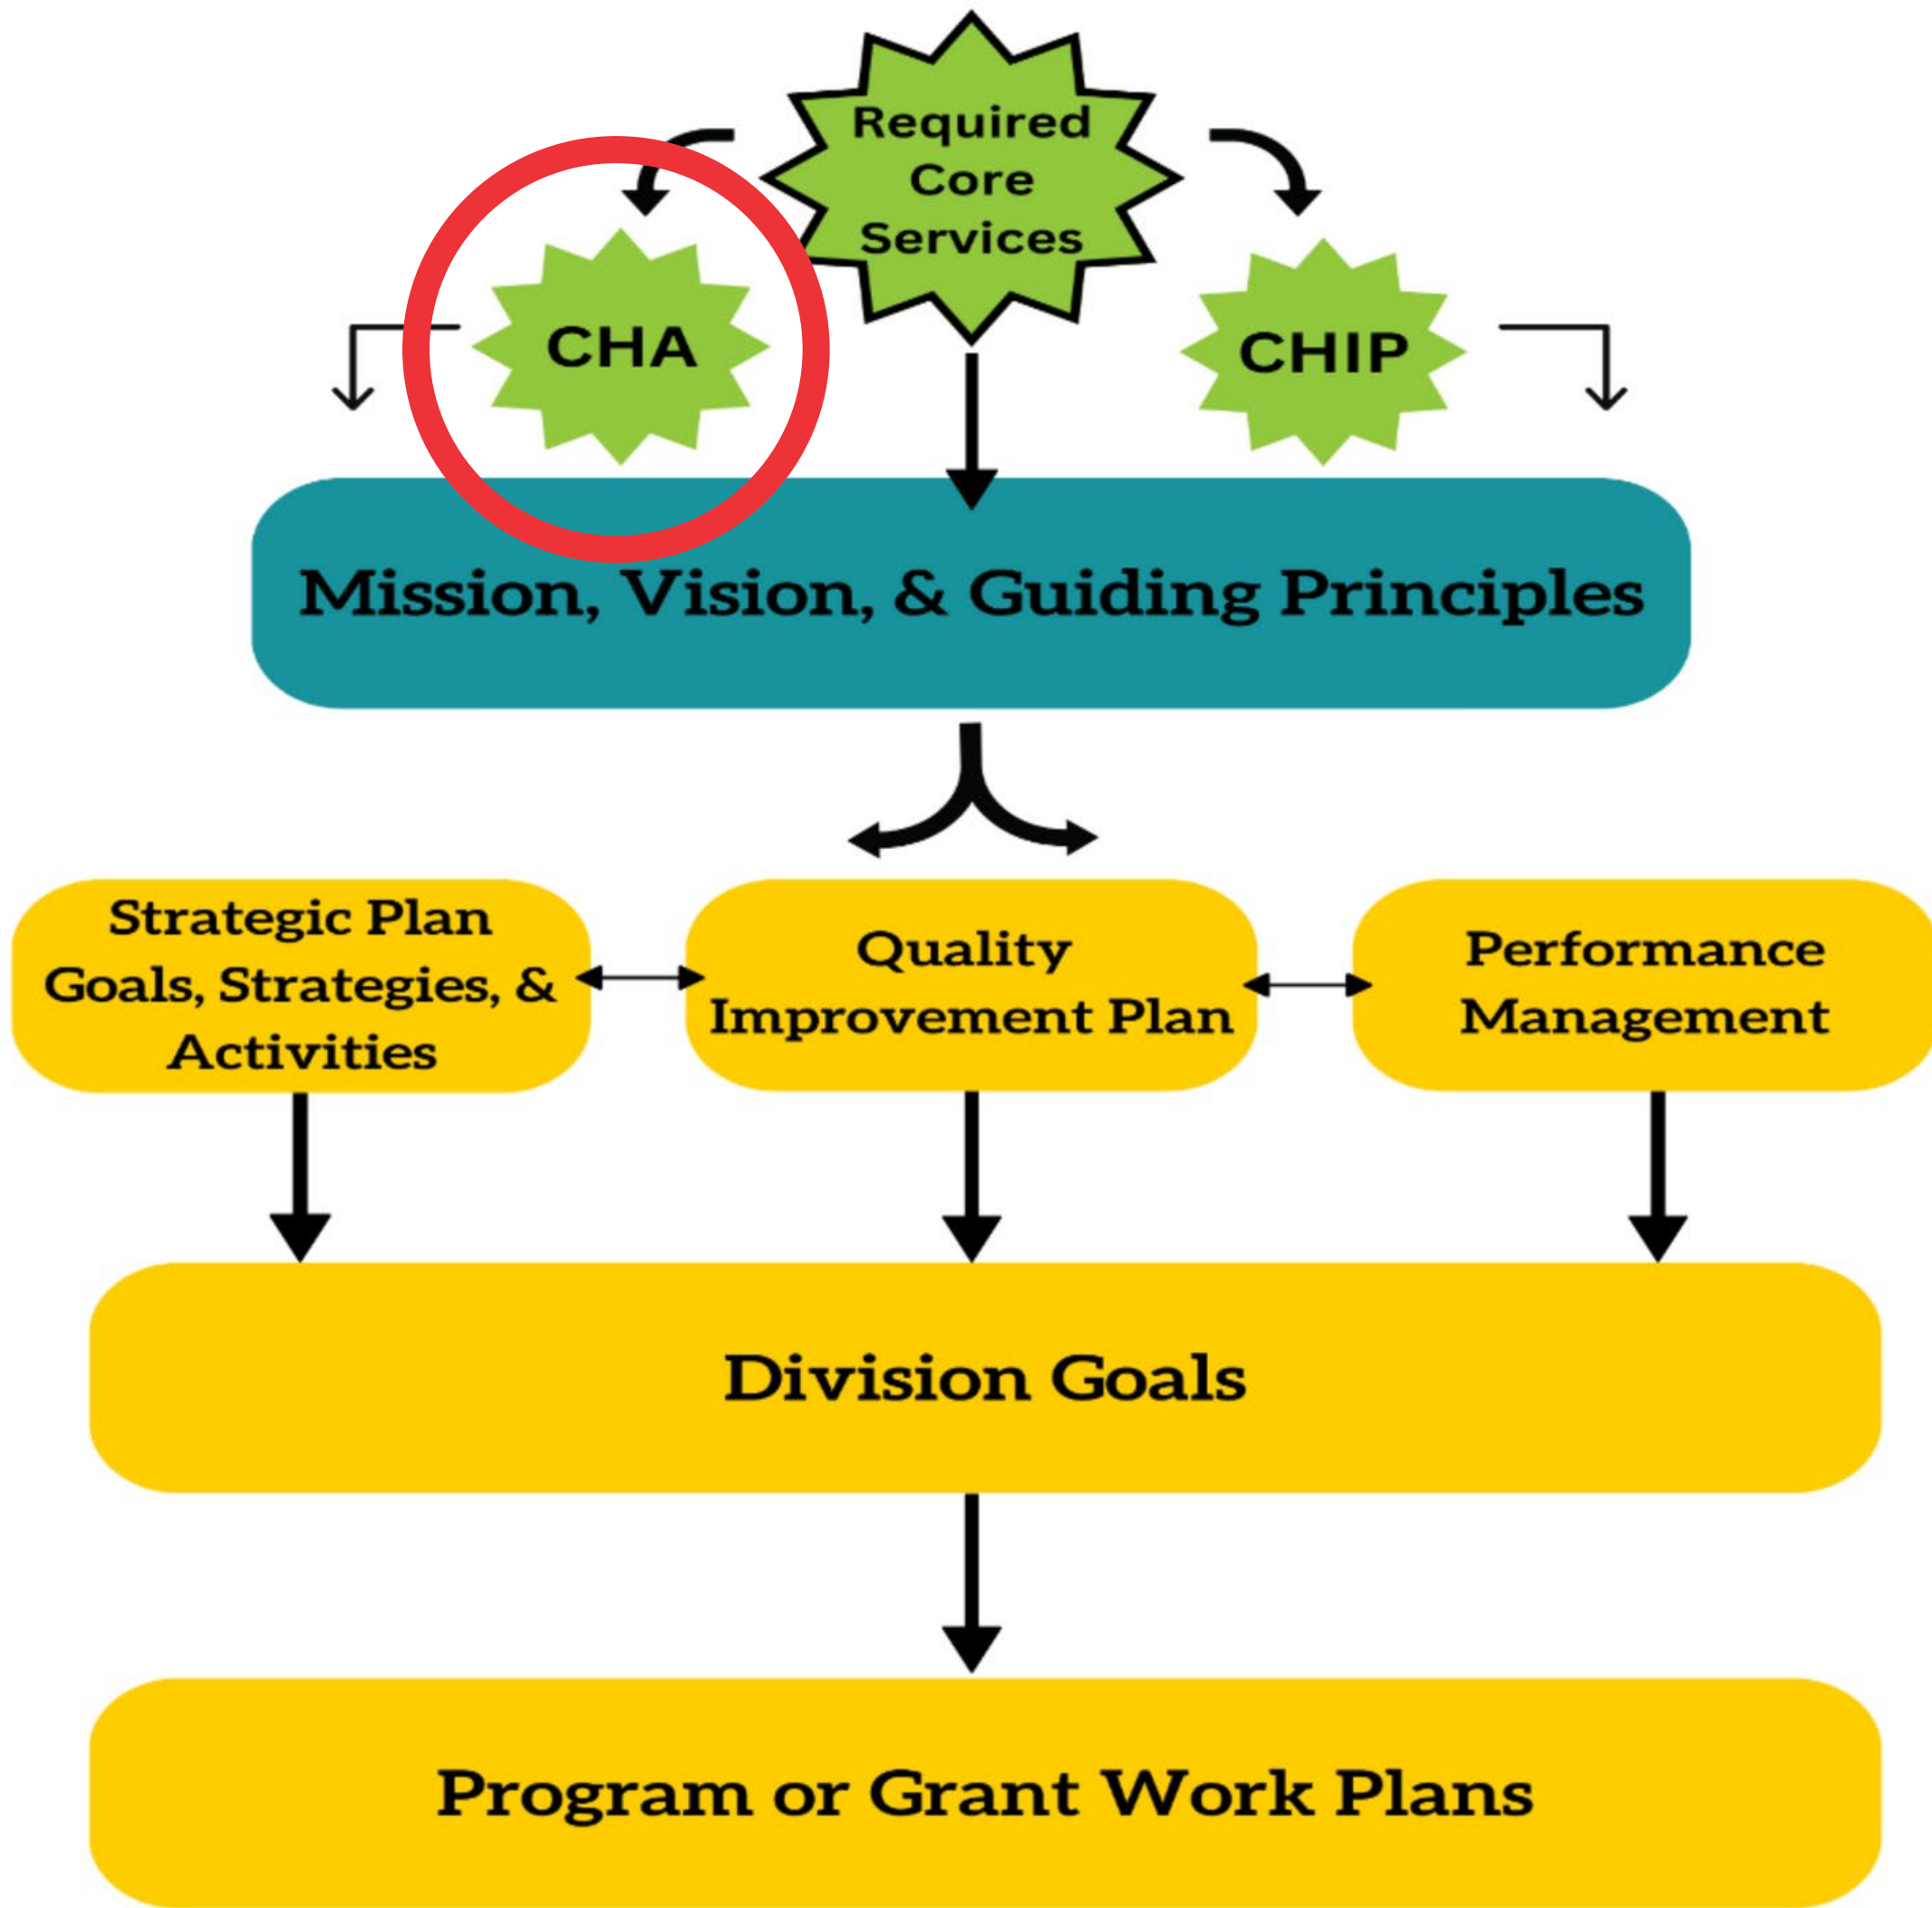 Required
Core
Services
CHA
CHIP
Mission, Vision, & Guiding Principles
Strategic Plan
Goals, Strategies, &
Activities
Quality
Improvement Plan
Performance
Management
Division Goals
Program or Grant Work Plans